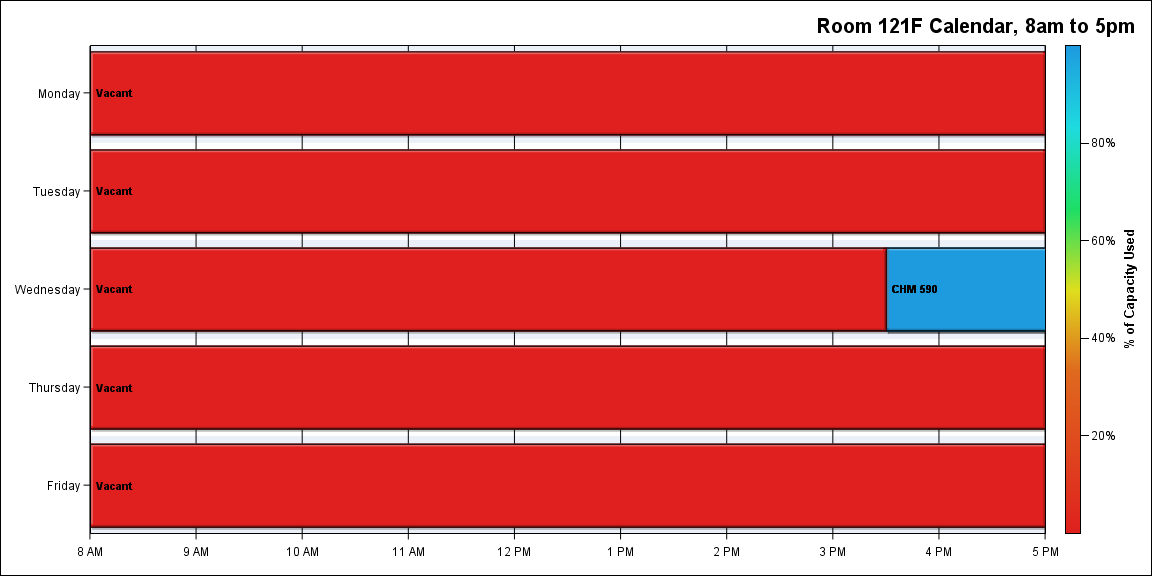 Room 121F Calendar, 8am to 5pm
Monday
Vacant
Tuesday
Vacant
Wednesday
Vacant
CHM 590
Thursday
Vacant
Friday
Vacant
8 AM 9 AM 10 AM 11 AM 12 PM 1 PM 2 PM 3 PM 4 PM 5 PM
80%
60%
40%
20%
% of Capacity Used